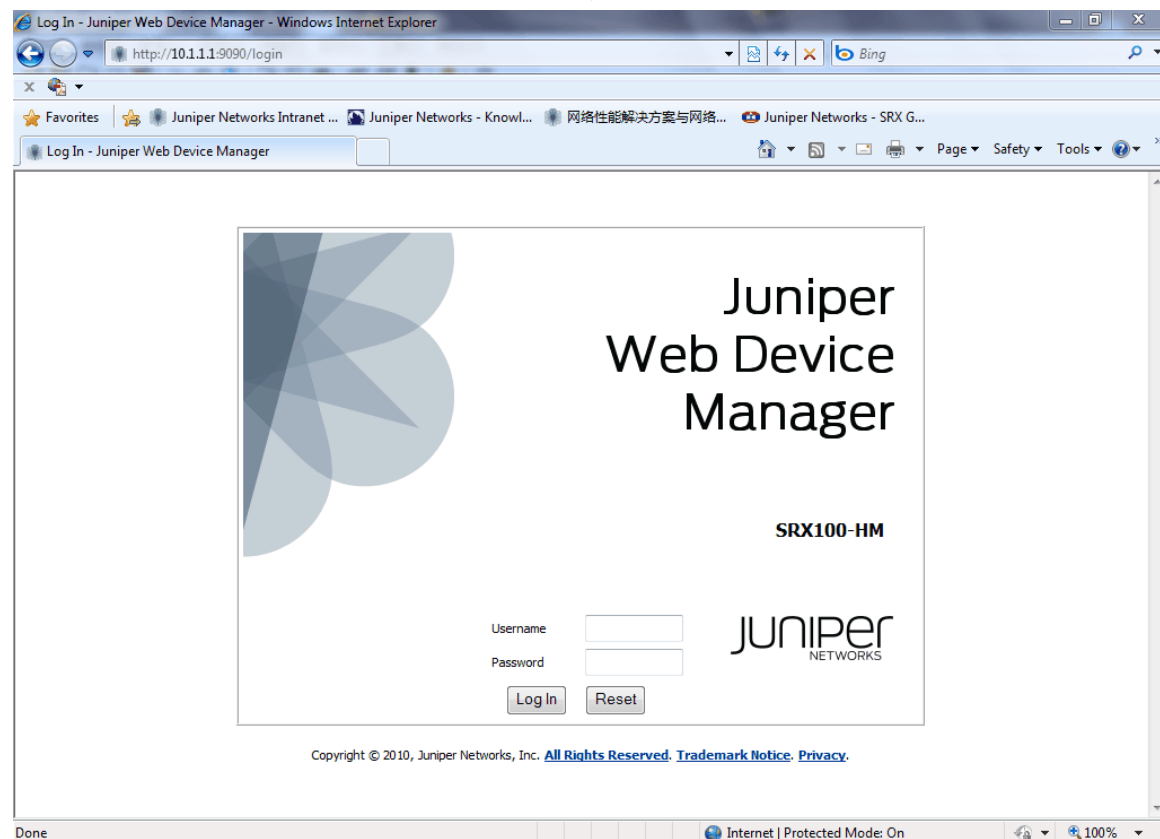 Log In - Juniper Web Device Manager - Windows Internet Explorer
http://10.1.1.1:9090/login
Bing
x
Favorites Juniper Networks Intranet ... Juniper Networks - Knowl... 网络性能解决方案与网络... Juniper Networks - SRX G...
Log In - Juniper Web Device Manager Page Safety Tools
Juniper
Web Device
Manager
SRX100-HM
Username
JUNIPER
NETWORKS
Password
Log In Reset
Copyright © 2010, Juniper Networks, Inc. All Rights Reserved. Trademark Notice. Privacy.
Done Internet | Protected Mode: On 100%